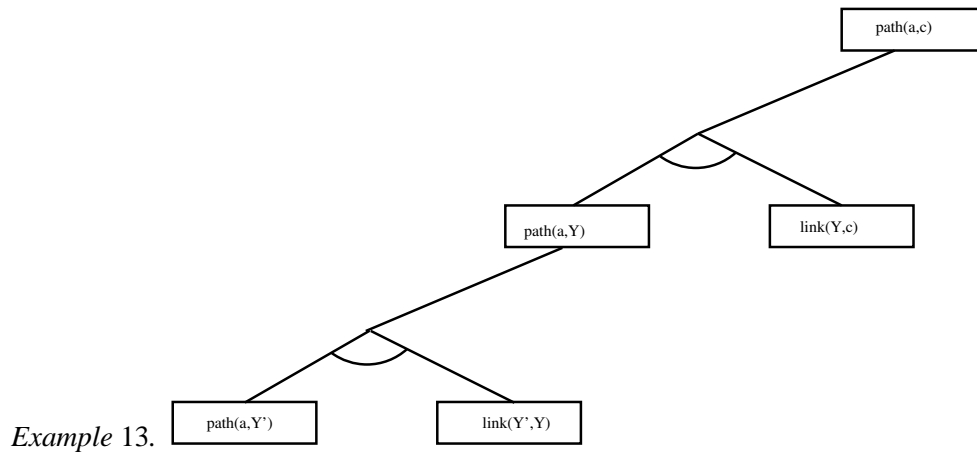 path(a,c)
path(a,Y)
link(Y,c)
path(a,Y’)
link(Y’,Y)
Example 13.